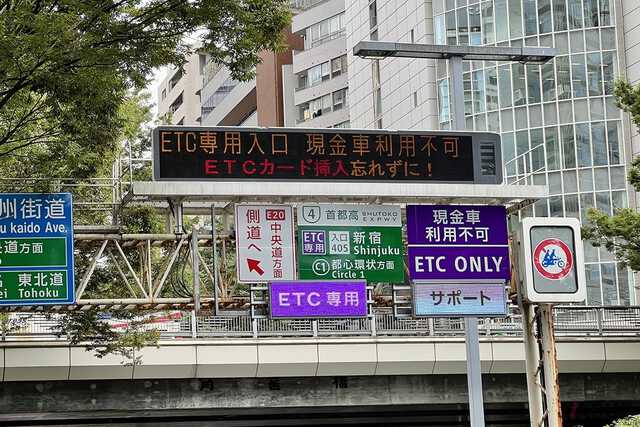 ETC専用入口 現金車利用不可
ETCカード挿入忘れずに！
州街道
u kaido Ave.
道方面
東北道
ei Tohoku
側道へ
E20
中央道方面
4 首都高 SHUTOKO EXPWY
ETC専用
入口
405
新宿
Shinjuku
C1 都心環状方面
Circle 1
ETC専用
現金車
利用不可
ETC ONLY
サポート